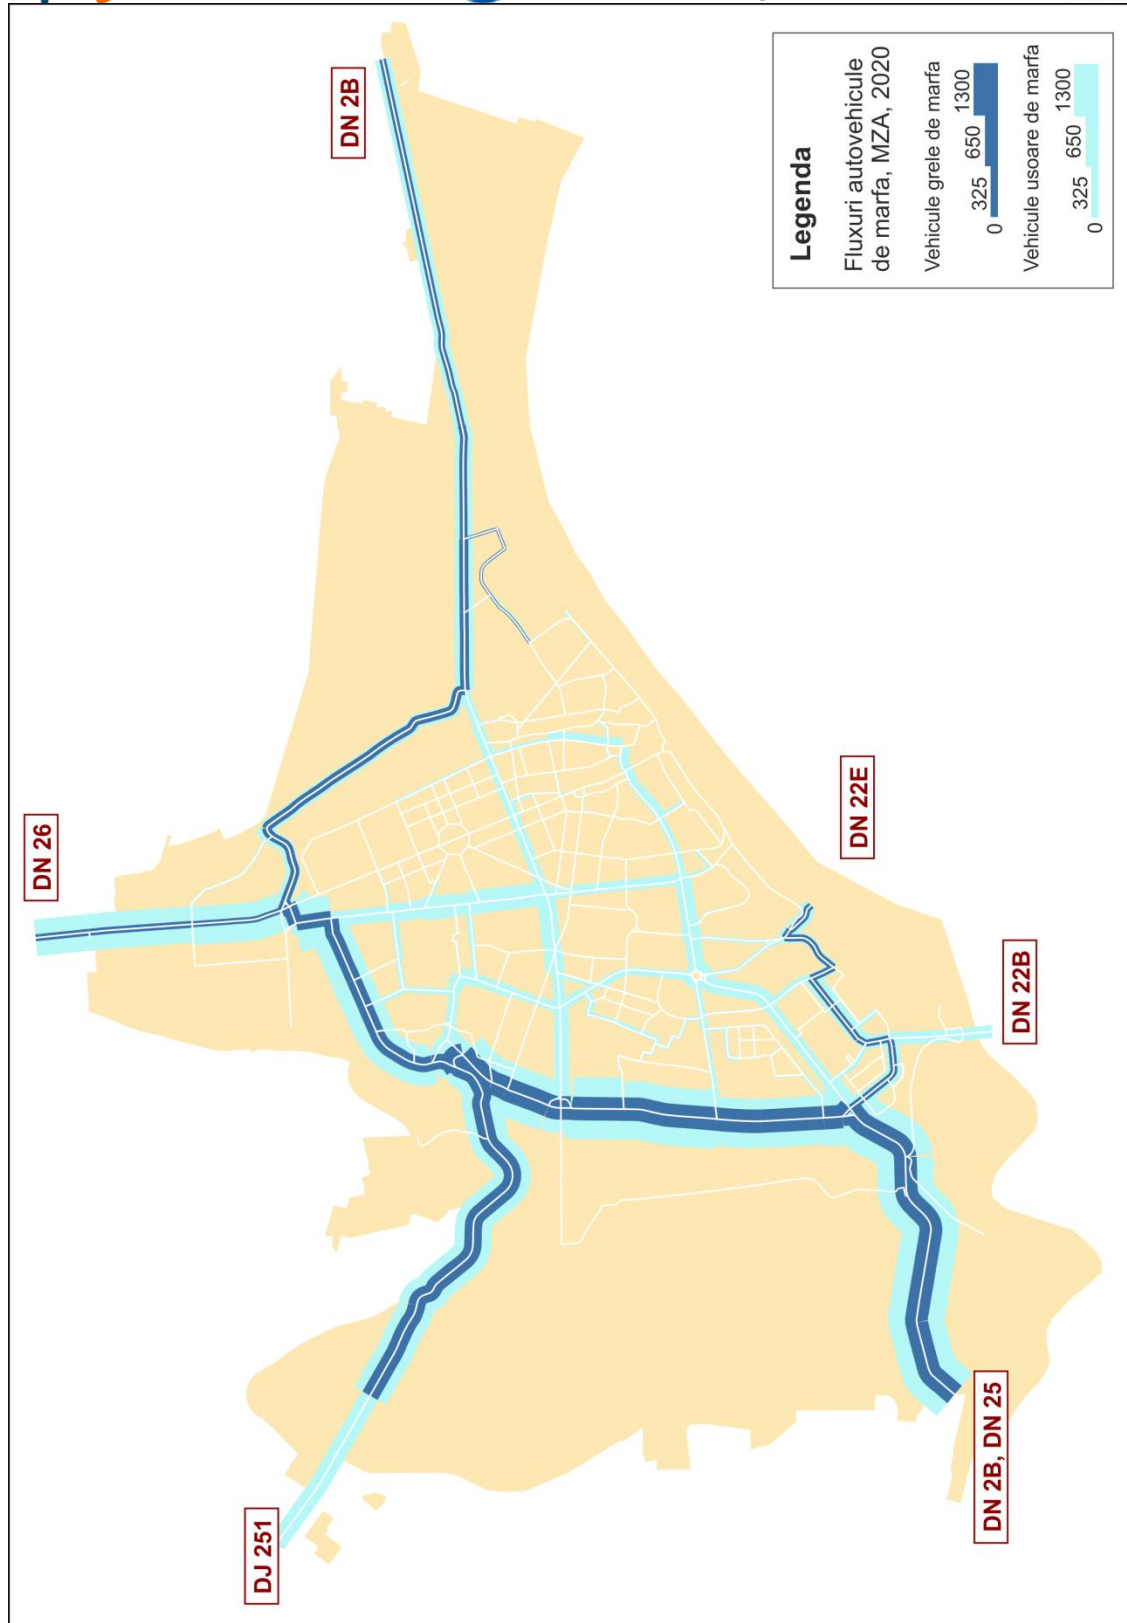 DN 2B
DN 26
DN 22E
DN 22B
DN 2B, DN 25
DJ 251
Legenda
Fluxuri autovehicule
de marfa, MZA, 2020
Vehicule grele de marfa
0 325 650 1300
Vehicule usoare de marfa
0 325 650 1300